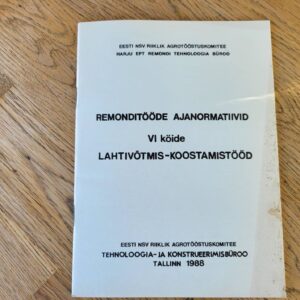 EESTI NSV RIIKLIK AGROTÖÖSTUSKOMITEE
HARJU EPT REMONDI TEHNOLOOGIA BÜROO
REMONDITÖÖDE AJANORMATIIVID
VI köide
LAHTIVÕTMIS-KOOSTAMISTÖÖD
EESTI NSV RIIKLIK AGROTÖÖSTUSKOMITEE
TEHNOLOOGIA- JA KONSTRUEERIMISBÜROO
TALLINN 1988